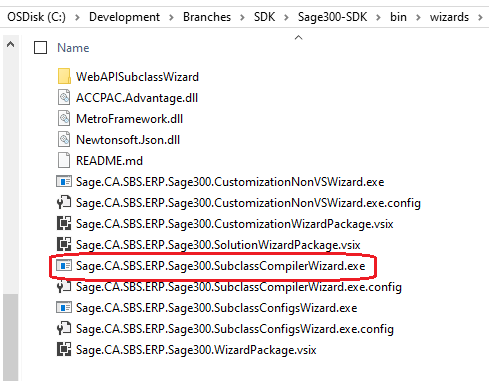 OSDisk (C:) > Development > Branches > SDK > Sage300-SDK > bin > wizards >
Name
WebAPISubclassWizard
ACCPAC.Advantage.dll
MetroFramework.dll
Newtonsoft.Json.dll
README.md
Sage.CA.SBS.ERP.Sage300.CustomizationNonVSWizard.exe
Sage.CA.SBS.ERP.Sage300.CustomizationNonVSWizard.exe.config
Sage.CA.SBS.ERP.Sage300.CustomizationWizardPackage.vsix
Sage.CA.SBS.ERP.Sage300.SolutionWizardPackage.vsix
Sage.CA.SBS.ERP.Sage300.SubclassCompilerWizard.exe
Sage.CA.SBS.ERP.Sage300.SubclassCompilerWizard.exe.config
Sage.CA.SBS.ERP.Sage300.SubclassConfigsWizard.exe
Sage.CA.SBS.ERP.Sage300.SubclassConfigsWizard.exe.config
Sage.CA.SBS.ERP.Sage300.WizardPackage.vsix